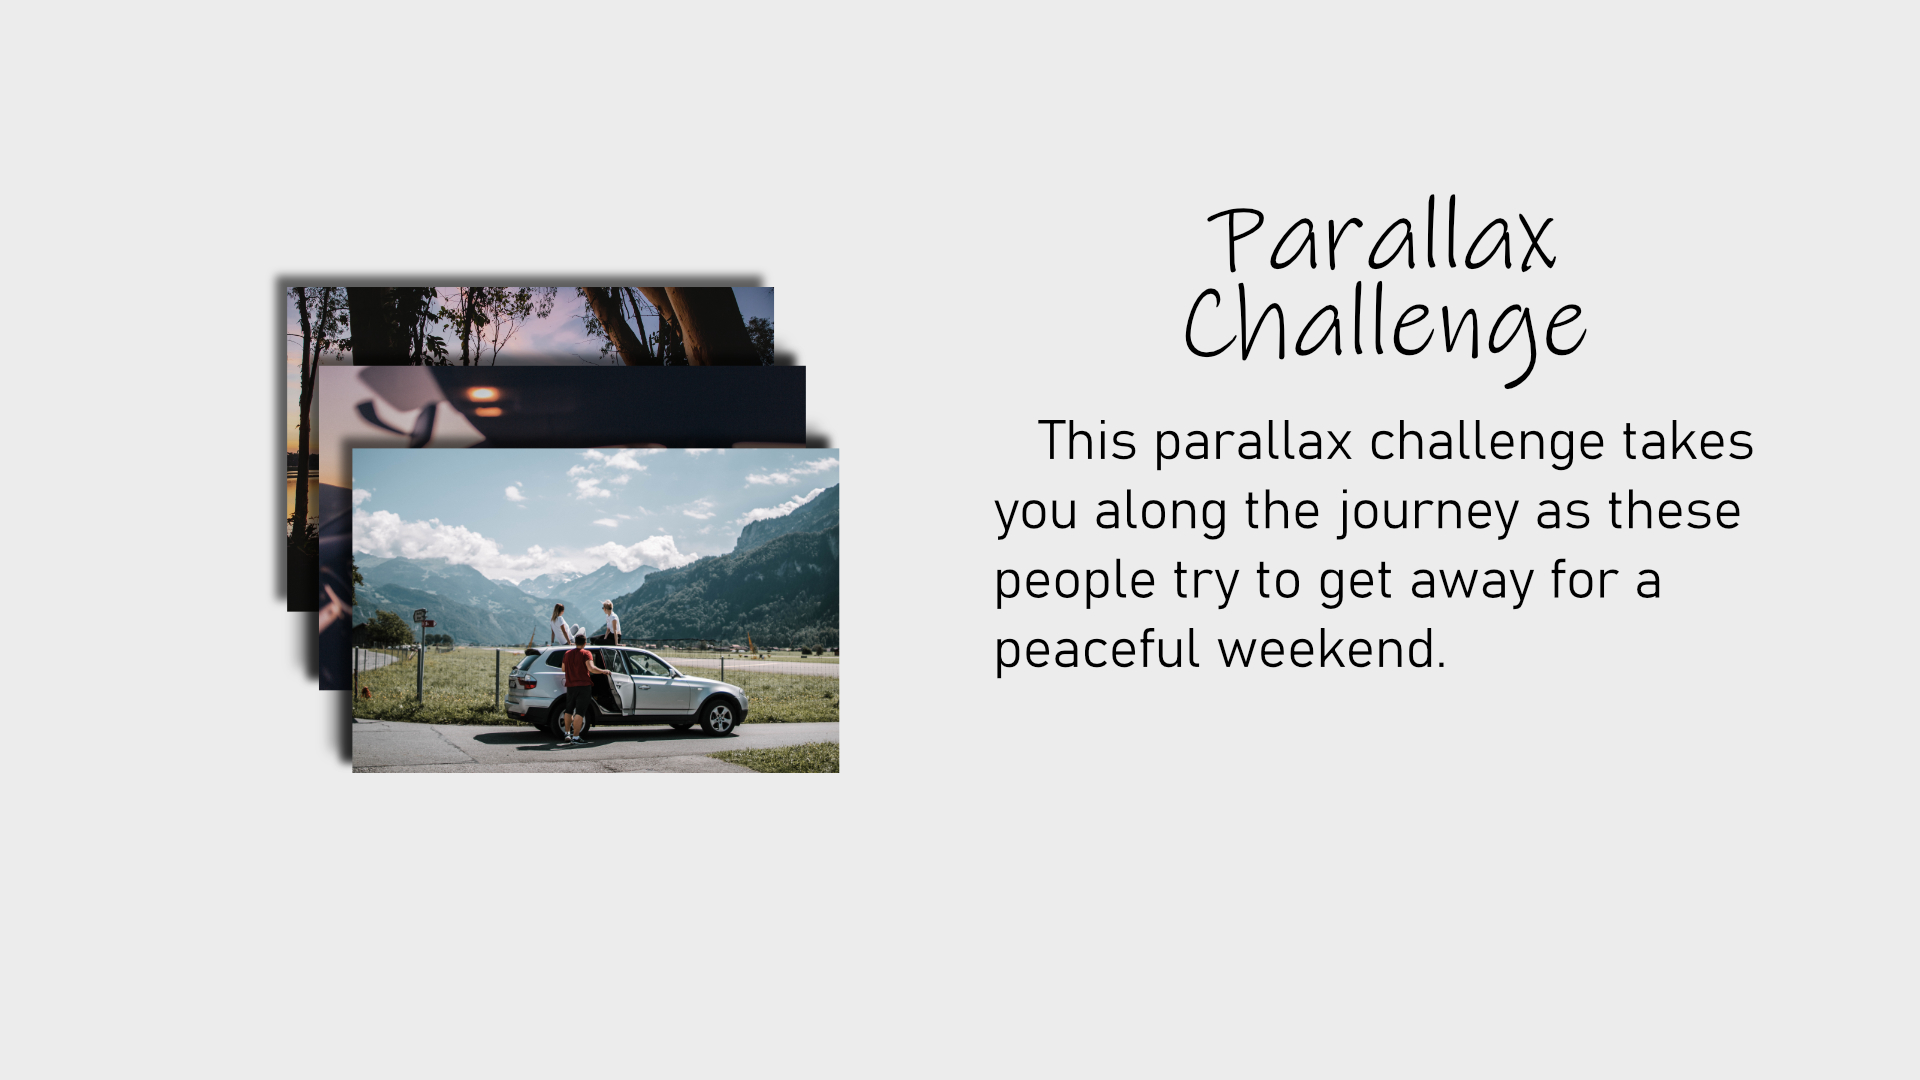 Parallax
Challenge
This parallax challenge takes
you along the journey as these
people try to get away for a
peaceful weekend.